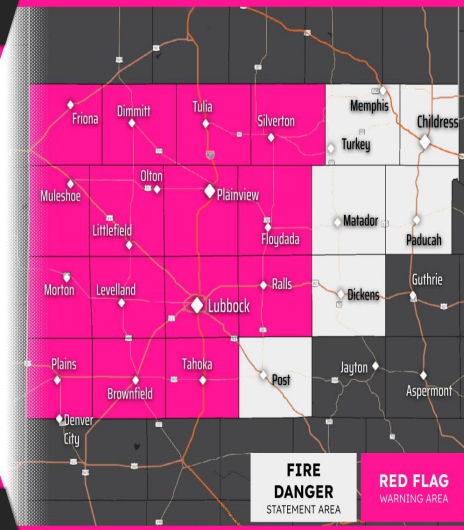 Memphis
Friona
Dimmitt
Tulia
Silverton
Childress
Turkey
Olton
Muleshoe
Plainview
Matador
Littlefield
Floydada
Paducah
Morton
Levelland
Ralls
Guthrie
Dickens
Lubbock
Plains
Tahoka
Jayton
Post
Brownfield
Aspermont
Denver
City
FIRE
DANGER
STATEMENT AREA
RED FLAG
WARNING AREA